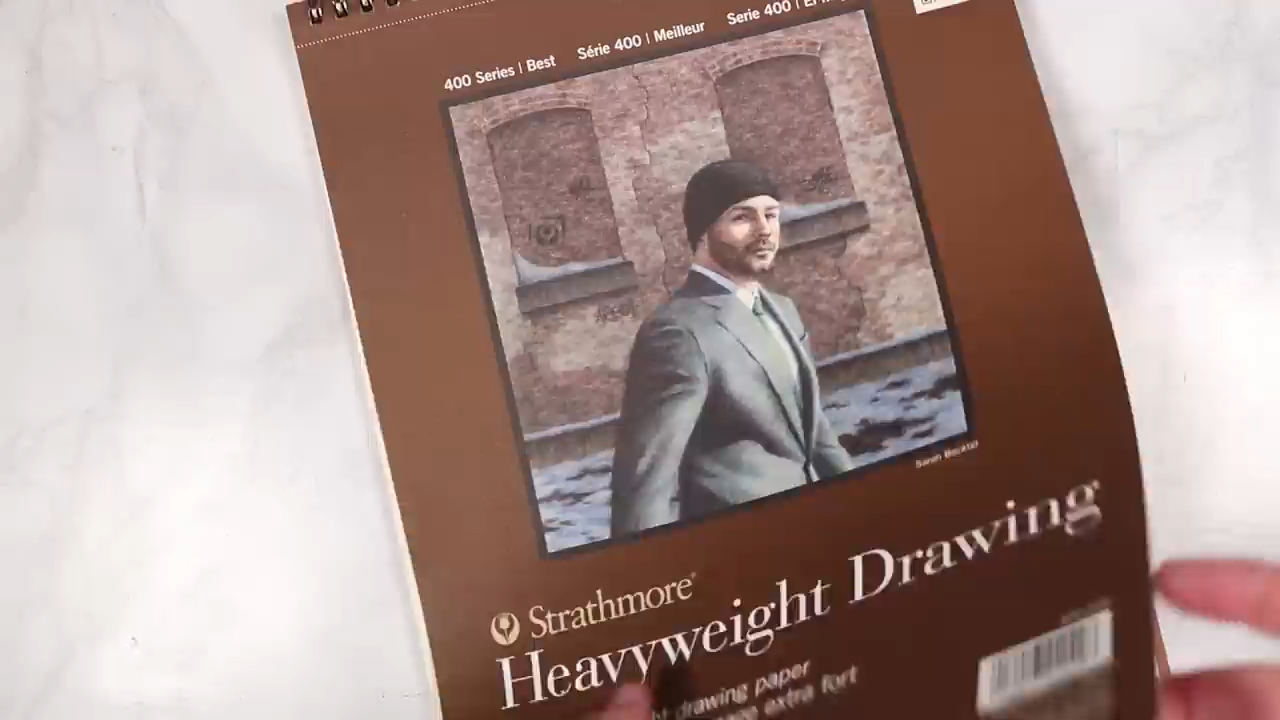 400 Series | Best Série 400 | Meilleur Serie 400 |
Strathmore®
Heavyweight Drawing
drawing paper
extra fort